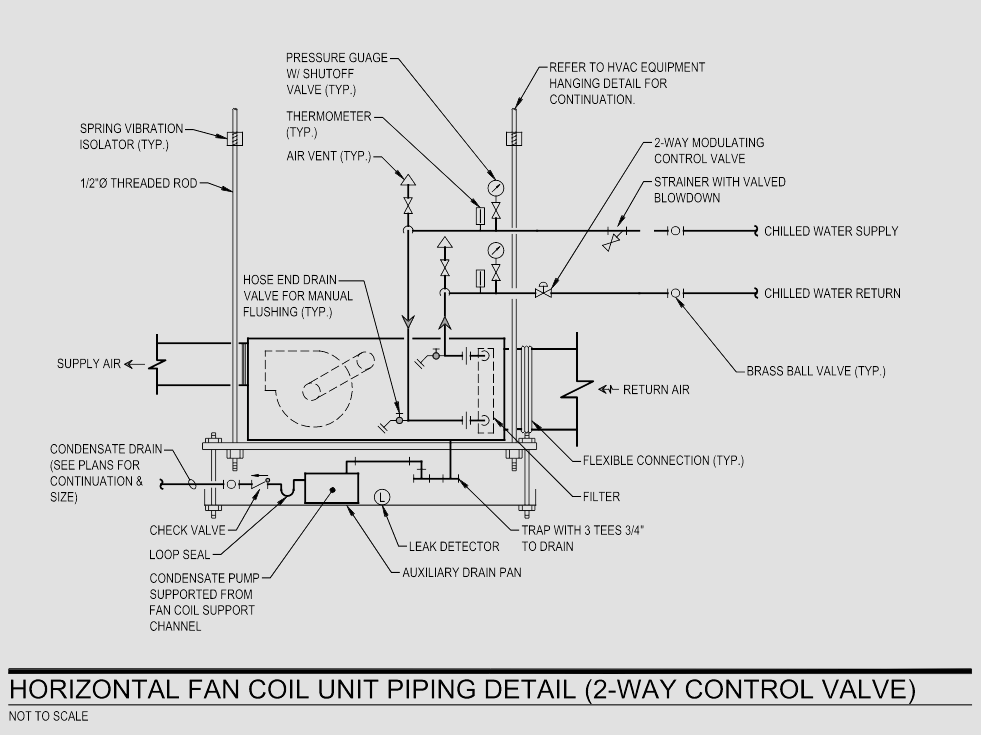 PRESSURE GUAGE
W/ SHUTOFF
VALVE (TYP.)
REFER TO HVAC EQUIPMENT
HANGING DETAIL FOR
CONTINUATION.
THERMOMETER
(TYP.)
SPRING VIBRATION
ISOLATOR (TYP.)
2-WAY MODULATING
CONTROL VALVE
AIR VENT (TYP.)
1/2"Ø THREADED ROD
STRAINER WITH VALVED
BLOWDOWN
CHILLED WATER SUPPLY
HOSE END DRAIN
VALVE FOR MANUAL
FLUSHING (TYP.)
CHILLED WATER RETURN
SUPPLY AIR
BRASS BALL VALVE (TYP.)
RETURN AIR
CONDENSATE DRAIN
(SEE PLANS FOR
CONTINUATION &
SIZE)
FLEXIBLE CONNECTION (TYP.)
FILTER
L
CHECK VALVE
TRAP WITH 3 TEES 3/4"
TO DRAIN
LOOP SEAL
LEAK DETECTOR
AUXILIARY DRAIN PAN
CONDENSATE PUMP
SUPPORTED FROM
FAN COIL SUPPORT
CHANNEL
HORIZONTAL FAN COIL UNIT PIPING DETAIL (2-WAY CONTROL VALVE)
NOT TO SCALE